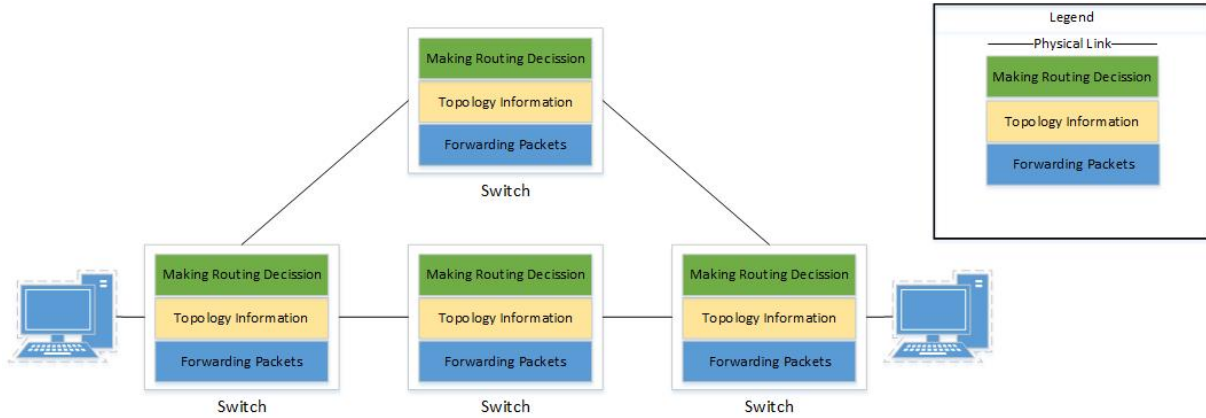 Legend
Physical Link
Making Routing Decission
Topology Information
Forwarding Packets
Making Routing Decission
Topology Information
Forwarding Packets
Switch
Making Routing Decission
Topology Information
Forwarding Packets
Switch
Making Routing Decission
Topology Information
Forwarding Packets
Switch
Making Routing Decission
Topology Information
Forwarding Packets
Switch